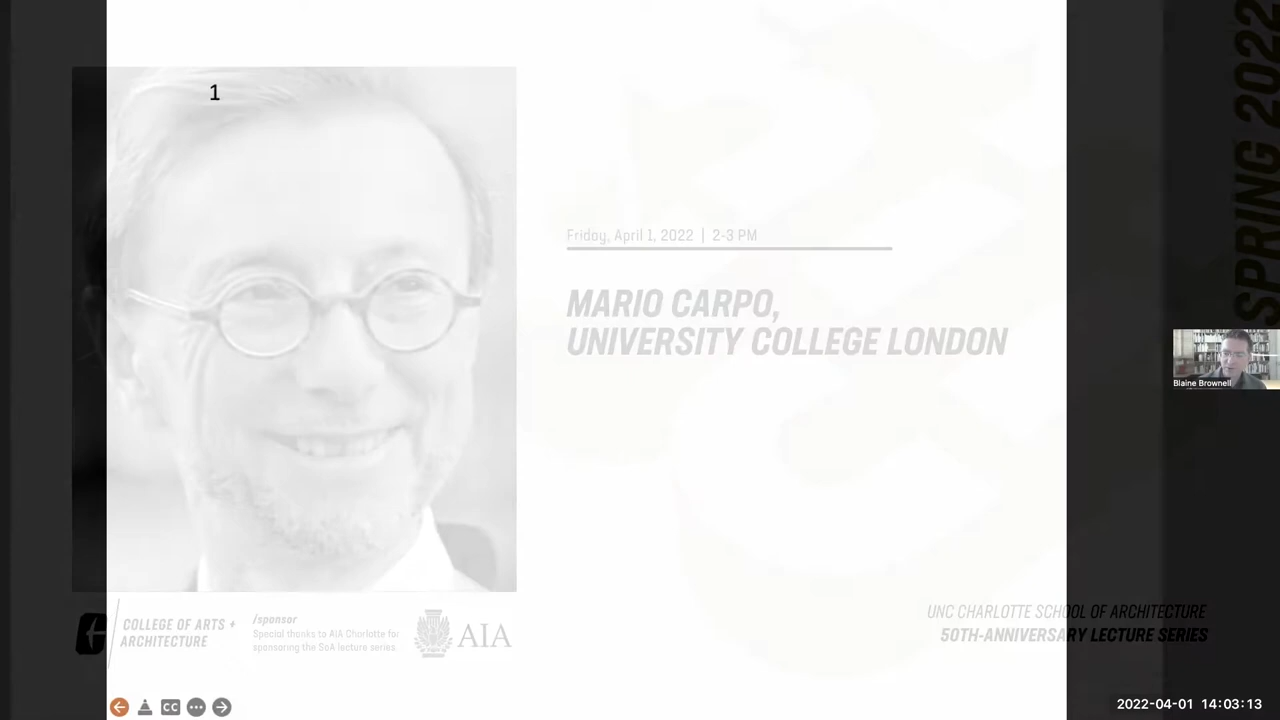 1
Friday, April 1, 2022 | 2-3 PM
MARIO CARPO,
UNIVERSITY COLLEGE LONDON
SPRING 2022
Blaine Brownell
COLLEGE OF ARTS +
ARCHITECTURE
/sponsor
Special thanks to AIA Charlotte for
sponsoring the SoA lecture series
AIA
UNC CHARLOTTE SCHOOL OF ARCHITECTURE
50TH-ANNIVERSARY LECTURE SERIES
CC
2022-04-01 14:03:13